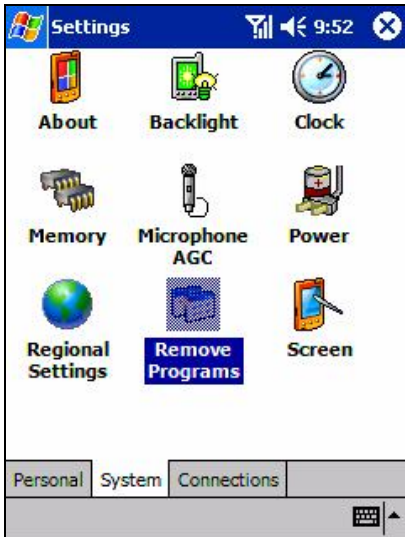 Settings 9:52
About Backlight Clock
Memory Microphone AGC Power
Regional Settings Remove Programs Screen
Personal System Connections